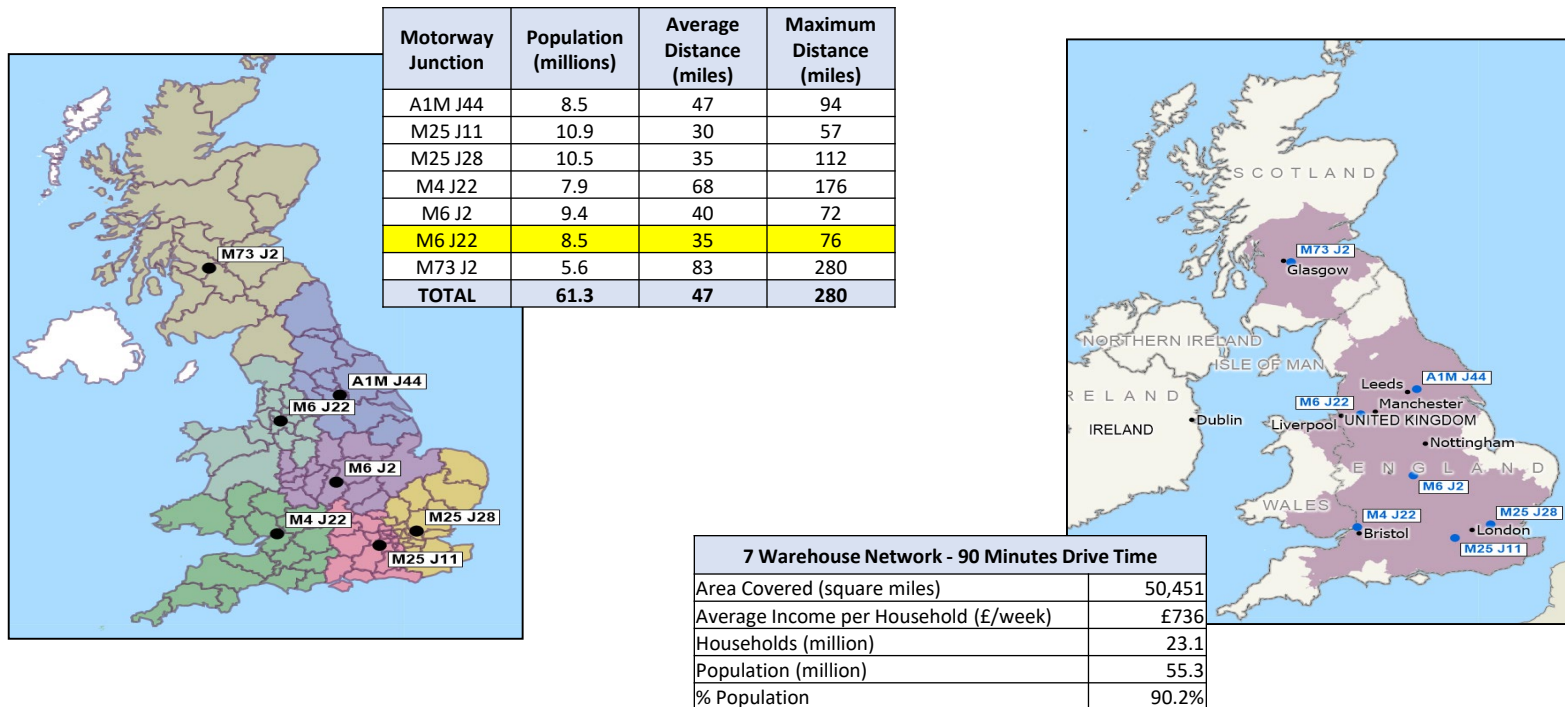 Motorway Junction Population (millions) Average Distance (miles) Maximum Distance (miles)
A1M J44 8.5 47 94
M25 J11 10.9 30 57
M25 J28 10.5 35 112
M4 J22 7.9 68 176
M6 J2 9.4 40 72
M6 J22 8.5 35 76
M73 J2 5.6 83 280
TOTAL 61.3 47 280
M73 J2
A1M J44
M6 J22
M6 J2
M4 J22
M25 J28
M25 J11
SCOTLAND
M73 J2
Glasgow
NORTHERN IRELAND
ISLE OF MAN
A1M J44
Leeds
M6 J22
Manchester
RELAND
Dublin
Liverpool
UNITED KINGDOM
IRELAND
Nottingham
ENGLAND
M6 J2
WALES
M4 J22
M25 J28
Bristol
London
M25 J11
7 Warehouse Network - 90 Minutes Drive Time
Area Covered (square miles) 50,451
Average Income per Household (£/week) £736
Households (million) 23.1
Population (million) 55.3
% Population 90.2%